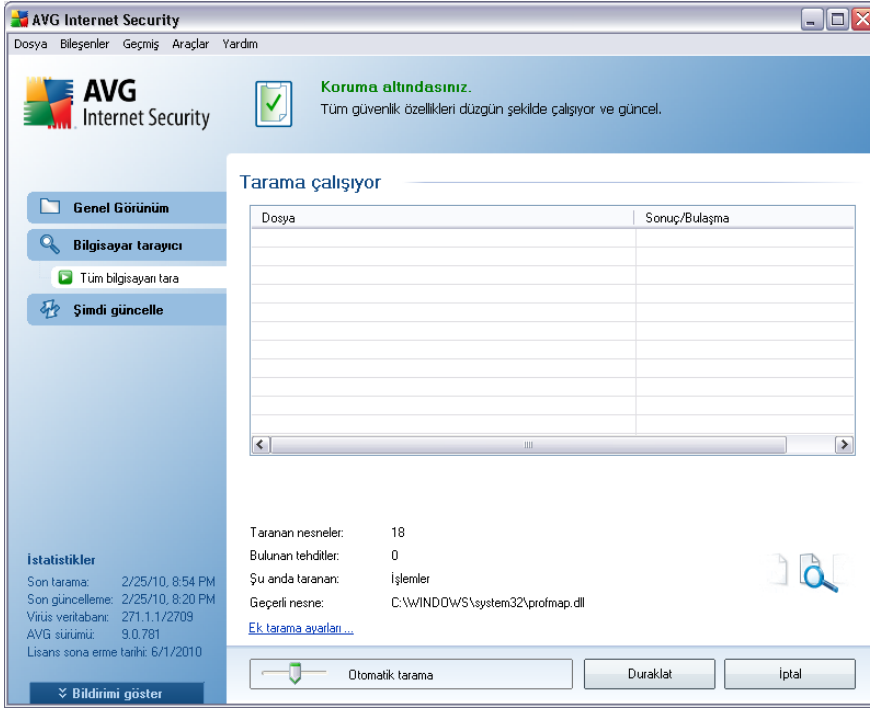 AVG Internet Security
Dosya Bileşenler Geçmiş Araçlar Yardım
AVG
Internet Security
Koruma altındasınız.
Tüm güvenlik özellikleri düzgün şekilde çalışıyor ve güncel.
Genel Görünüm
Bilgisayar tarayıcı
Tüm bilgisayarı tara
Şimdi güncelle
Tarama çalışıyor
Dosya Sonuç/Bulaşma
Taranan nesneler: 18
Bulunan tehditler: 0
Şu anda taranan: İşlemler
Geçerli nesne: C:\WINDOWS\system32\profmap.dll
Ek tarama ayarları ...
İstatistikler
Son tarama: 2/25/10, 8:54 PM
Son güncelleme: 2/25/10, 8:20 PM
Virüs veritabanı: 271.1.1/2709
AVG sürümü: 9.0.781
Lisans sona erme tarihi: 6/1/2010
Bildirimi göster
Otomatik tarama
Duraklat
İptal